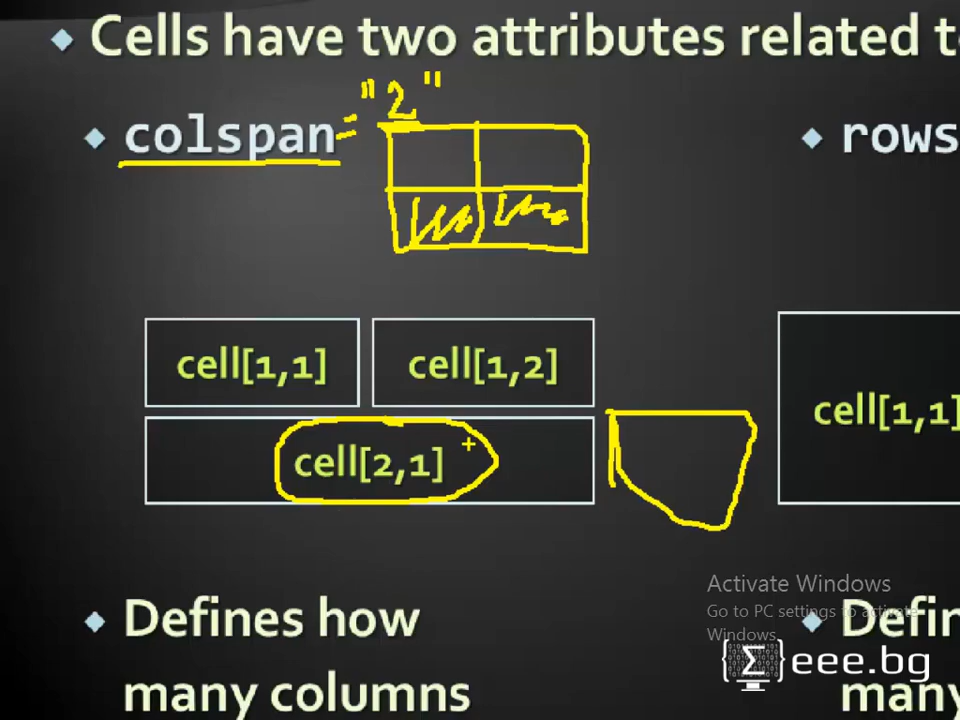 Cells have two attributes related
colspan="2"
rows
cell[1,1] cell[1,2]
cell[2,1]
cell[1,1]
Defines how
many columns
Activate Windows
Go to PC settings to activate
Windows.
many
eee.bg